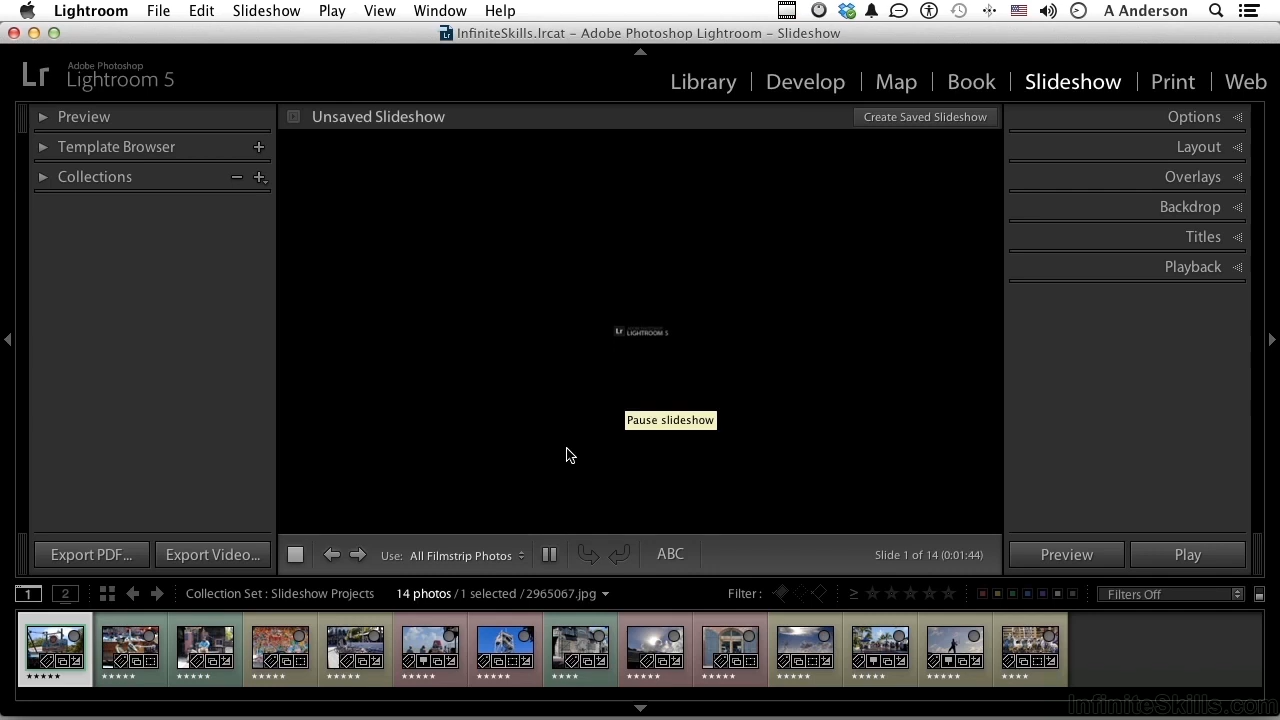 Lightroom File Edit Slideshow Play View Window Help A Anderson
InfiniteSkills.lrcat – Adobe Photoshop Lightroom – Slideshow
Lr Adobe Photoshop
Lightroom 5
Library Develop Map Book Slideshow Print Web
Preview
Template Browser
Collections
Unsaved Slideshow Create Saved Slideshow
Options
Layout
Overlays
Backdrop
Titles
Playback
Lr LIGHTROOM 5
Pause slideshow
Export PDF... Export Video... Use: All Filmstrip Photos ABC Slide 1 of 14 (0:01:44) Preview Play
1 2 Collection Set : Slideshow Projects 14 photos / 1 selected / 2965067.jpg Filter : Filters Off
InfiniteSkills.com